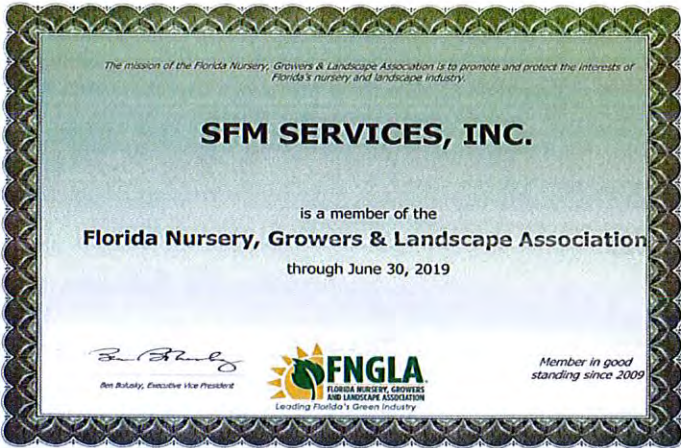 The mission of the Florida Nursery, Growers & Landscape Association is to promote and protect the interests of
Florida's nursery and landscape industry.
SFM SERVICES, INC.
is a member of the
Florida Nursery, Growers & Landscape Association
through June 30, 2019
Ben Bolusky, Executive Vice President
FNGLA
FLORIDA NURSERY, GROWERS
AND LANDSCAPE ASSOCIATION
Leading Florida's Green Industry
Member in good
standing since 2009